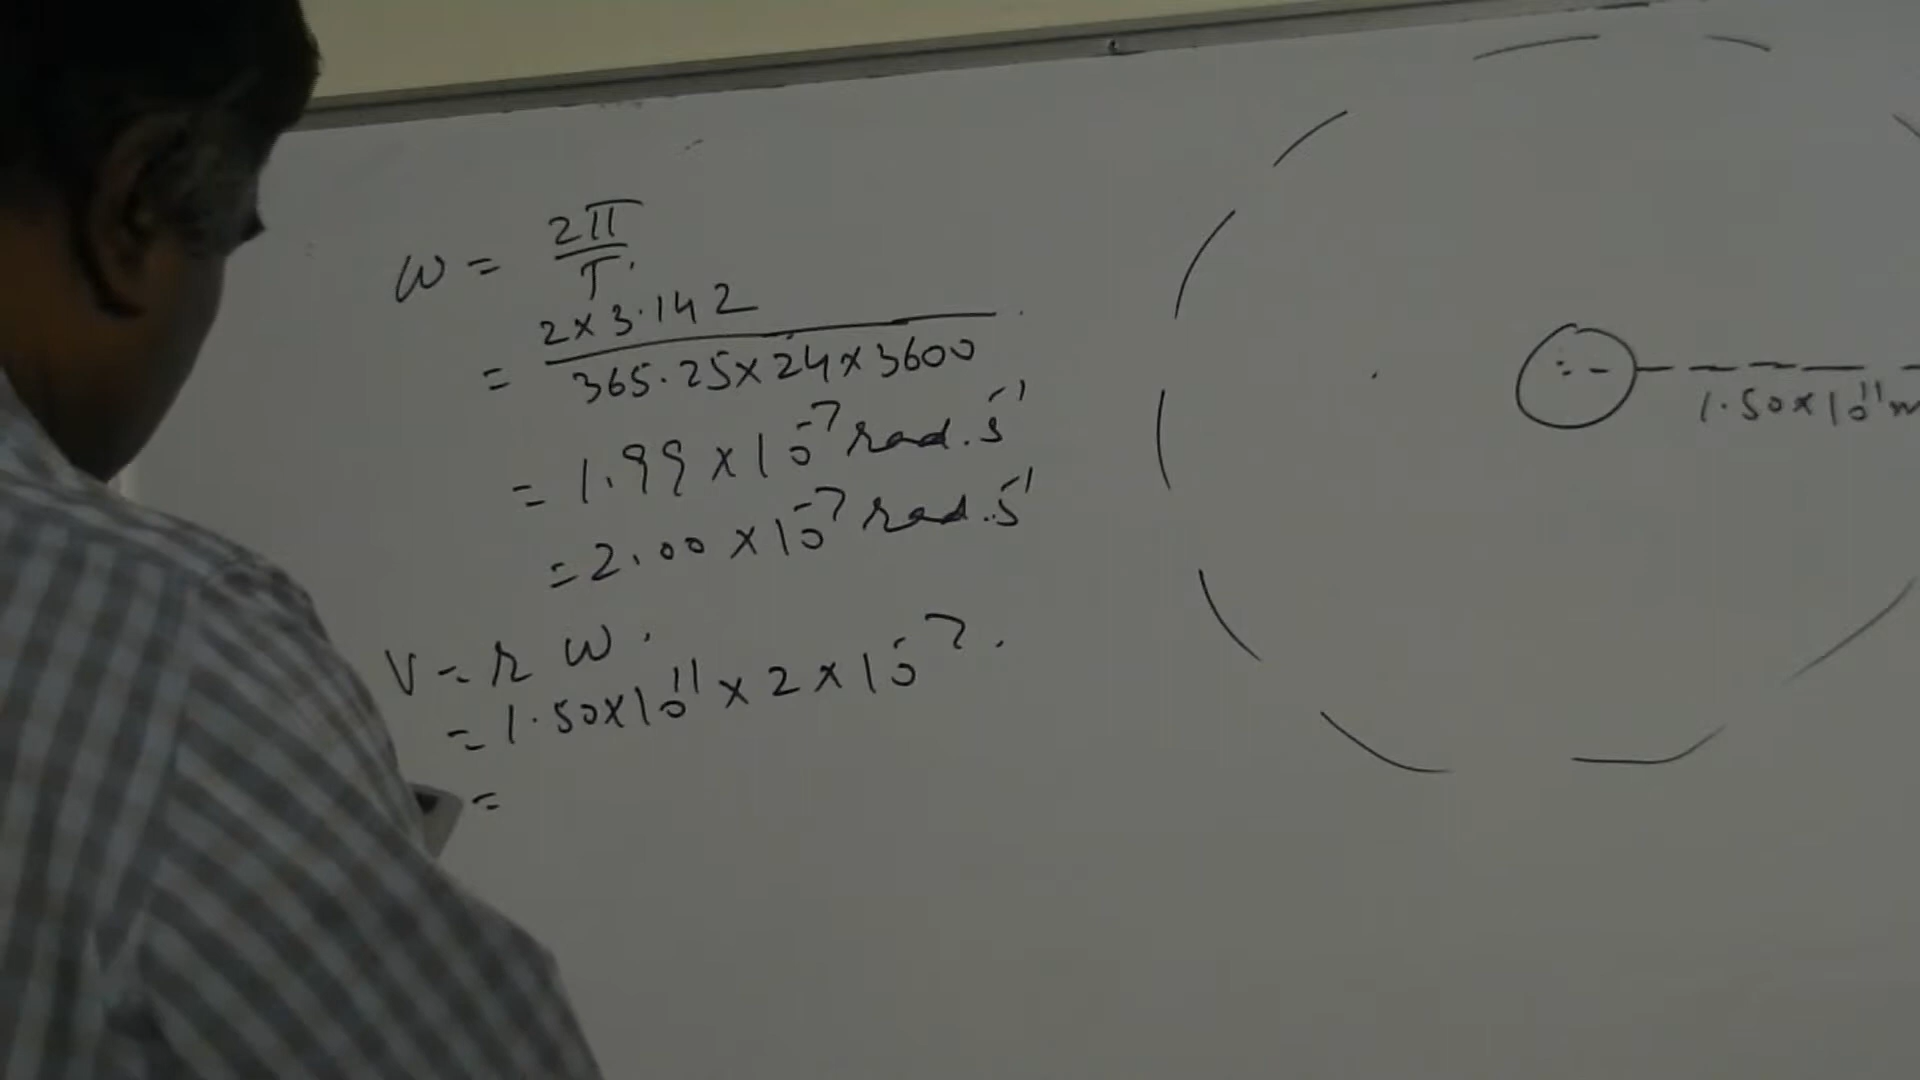 ω = 2π/T.
= 2 × 3.142 / 365.25 × 24 × 3600
= 1.99 × 10⁻⁷ rad. s⁻¹
= 2.00 × 10⁻⁷ rad. s⁻¹
V = r ω.
= 1.50 × 10¹¹ × 2 × 10⁻⁷.
=
1.50 × 10¹¹ m